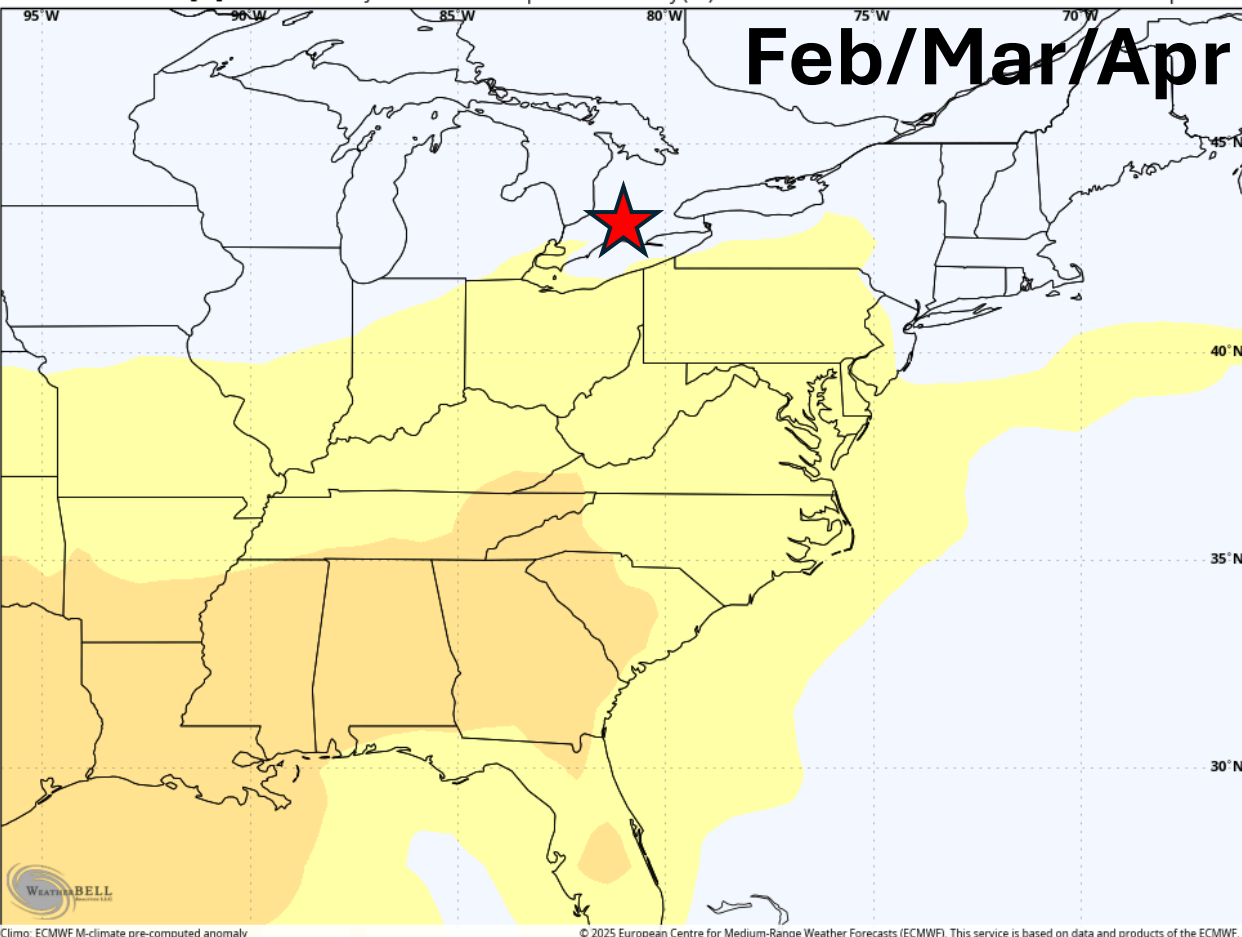 95°W 90°W 85°W 80°W 75°W 70°W
Feb/Mar/Apr
45°N
40°N
35°N
30°N
WEATHERBELL
Climo: ECMWF M-climate pre-computed anomaly
© 2025 European Centre for Medium-Range Weather Forecasts (ECMWF). This service is based on data and products of the ECMWF.